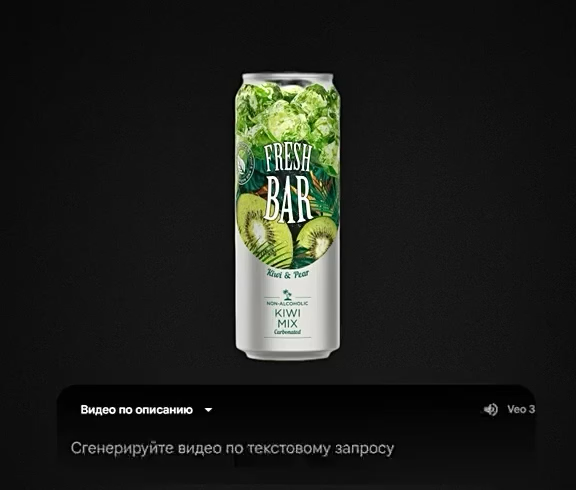 FRESH
BAR
Kiwi & Pear
NON-ALCOHOLIC
KIWI
MIX
Carbonated
Видео по описанию
Veo 3
Сгенерируйте видео по текстовому запросу